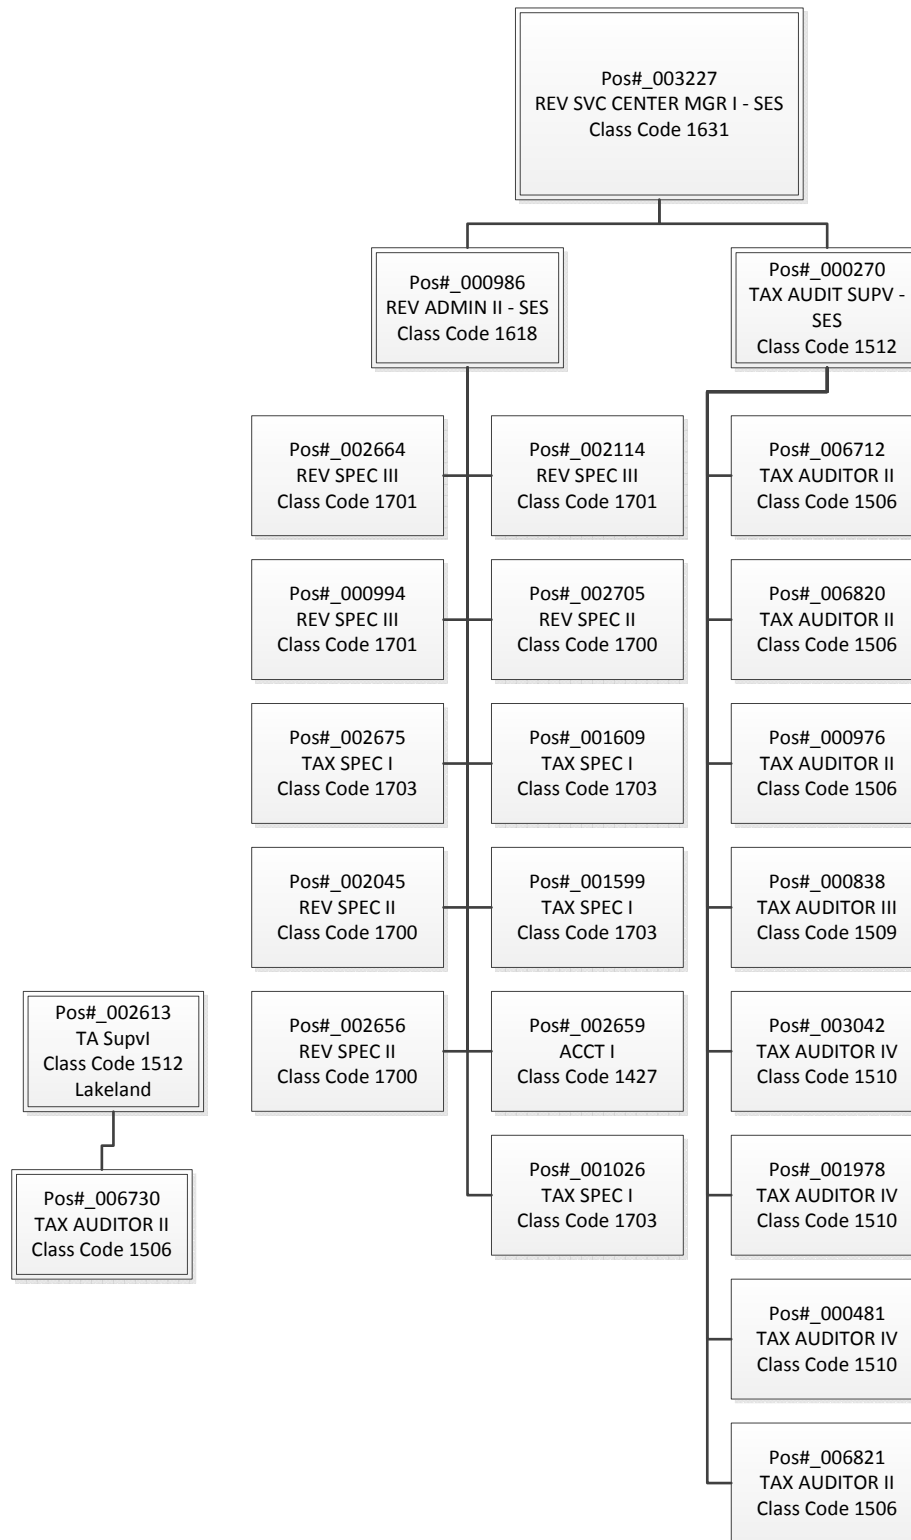 Pos#_003227
REV SVC CENTER MGR I - SES
Class Code 1631
Pos#_000986
REV ADMIN II - SES
Class Code 1618
Pos#_000270
TAX AUDIT SUPV -
SES
Class Code 1512
Pos#_002664
REV SPEC III
Class Code 1701
Pos#_002114
REV SPEC III
Class Code 1701
Pos#_006712
TAX AUDITOR II
Class Code 1506
Pos#_000994
REV SPEC III
Class Code 1701
Pos#_002705
REV SPEC II
Class Code 1700
Pos#_006820
TAX AUDITOR II
Class Code 1506
Pos#_002675
TAX SPEC I
Class Code 1703
Pos#_001609
TAX SPEC I
Class Code 1703
Pos#_000976
TAX AUDITOR II
Class Code 1506
Pos#_002045
REV SPEC II
Class Code 1700
Pos#_001599
TAX SPEC I
Class Code 1703
Pos#_000838
TAX AUDITOR III
Class Code 1509
Pos#_002613
TA SupvI
Class Code 1512
Lakeland
Pos#_002656
REV SPEC II
Class Code 1700
Pos#_002659
ACCT I
Class Code 1427
Pos#_003042
TAX AUDITOR IV
Class Code 1510
Pos#_006730
TAX AUDITOR II
Class Code 1506
Pos#_001026
TAX SPEC I
Class Code 1703
Pos#_001978
TAX AUDITOR IV
Class Code 1510
Pos#_000481
TAX AUDITOR IV
Class Code 1510
Pos#_006821
TAX AUDITOR II
Class Code 1506